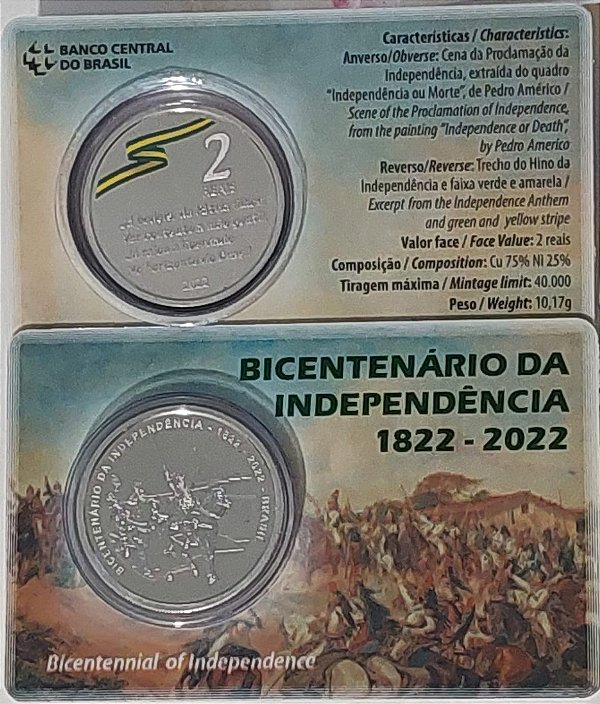 BANCO CENTRAL
DO BRASIL
2
REAIS
2022
Características / Characteristics:
Anverso/Obverse: Cena da Proclamação da
Independência, extraída do quadro
"Independência ou Morte", de Pedro Américo /
Scene of the Proclamation of Independence,
from the painting "Independence or Death",
by Pedro Americo
Reverso/Reverse: Trecho do Hino da
Independência e faixa verde e amarela /
Excerpt from the Independence Anthem
and green and yellow stripe
Valor face / Face Value: 2 reais
Composição / Composition: Cu 75% NI 25%
Tiragem máxima / Mintage limit: 40.000
Peso / Weight: 10,17g
BICENTENÁRIO DA
INDEPENDÊNCIA
1822 - 2022
BICENTENÁRIO DA INDEPENDÊNCIA • 1822 - 2022 • BRASIL
Bicentennial of Independence